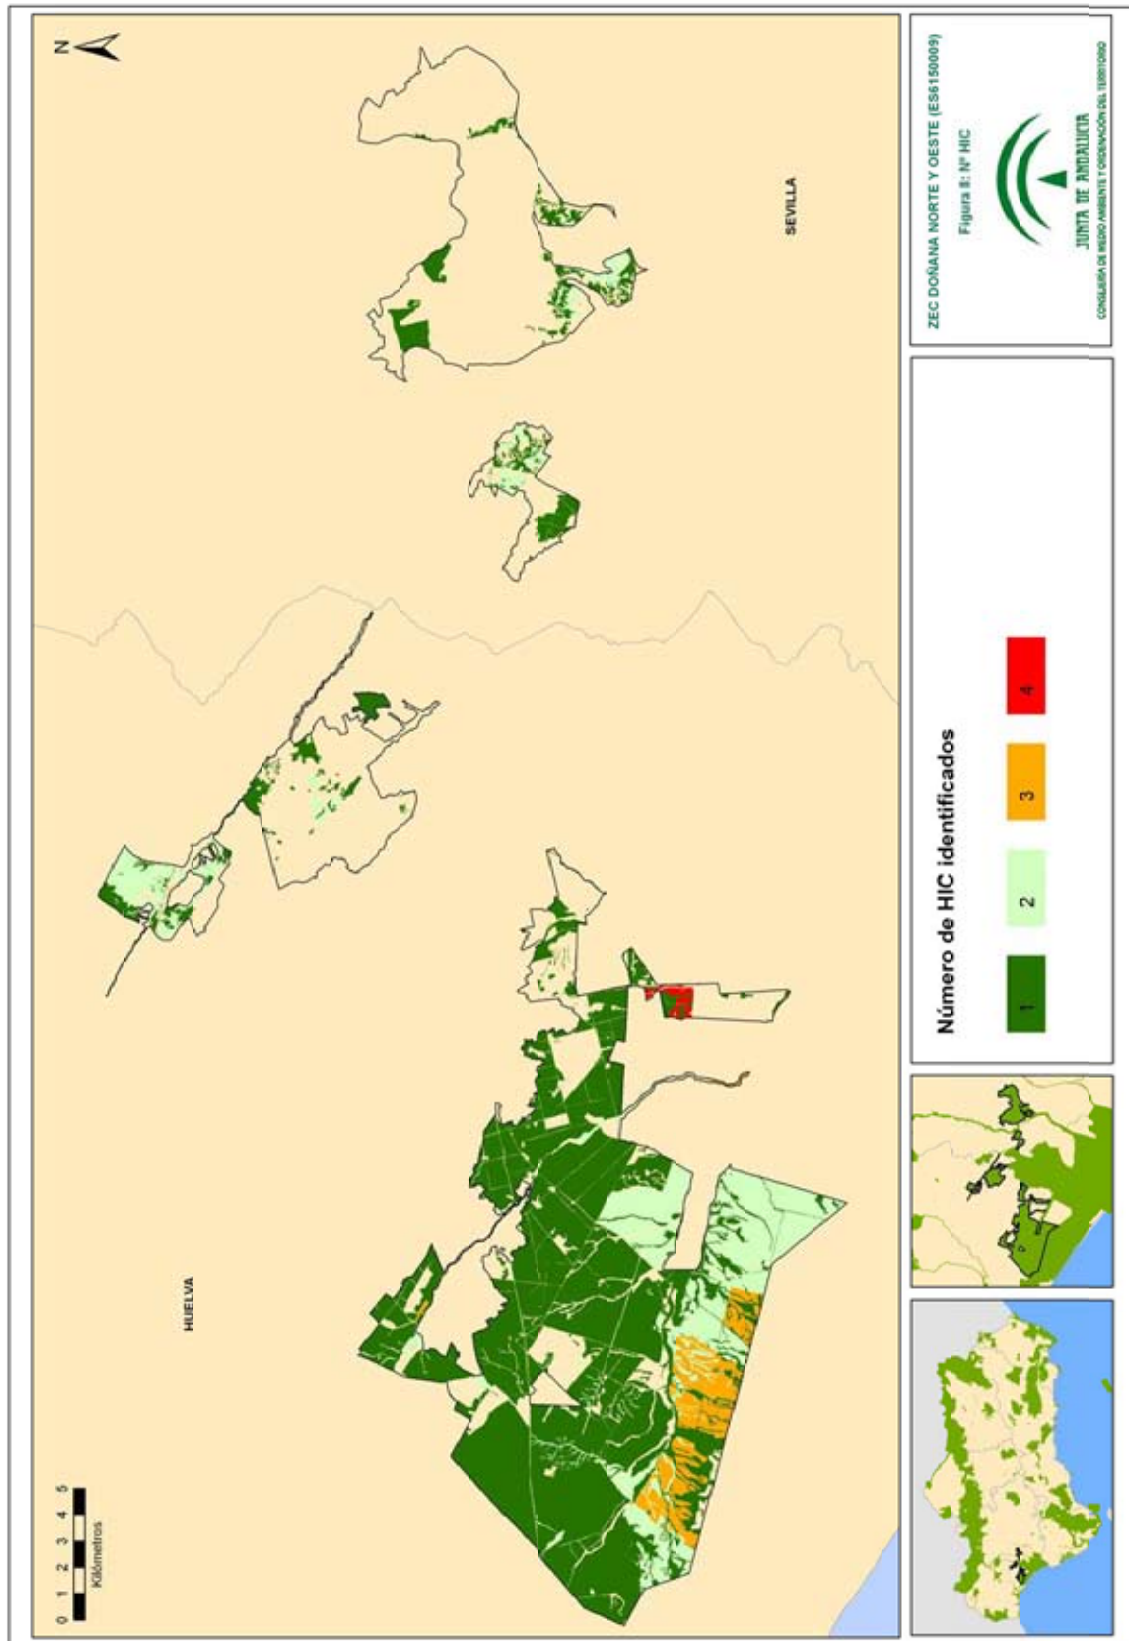 N
HUELVA
SEVILLA
0 1 2 3 4 5
Kilómetros
Número de HIC identificados
1
2
3
4
ZEC DOÑANA NORTE Y OESTE (ES6150009)
Figura 8: Nº HIC
JUNTA DE ANDALUCIA
CONSEJERÍA DE MEDIO AMBIENTE Y ORDENACIÓN DEL TERRITORIO